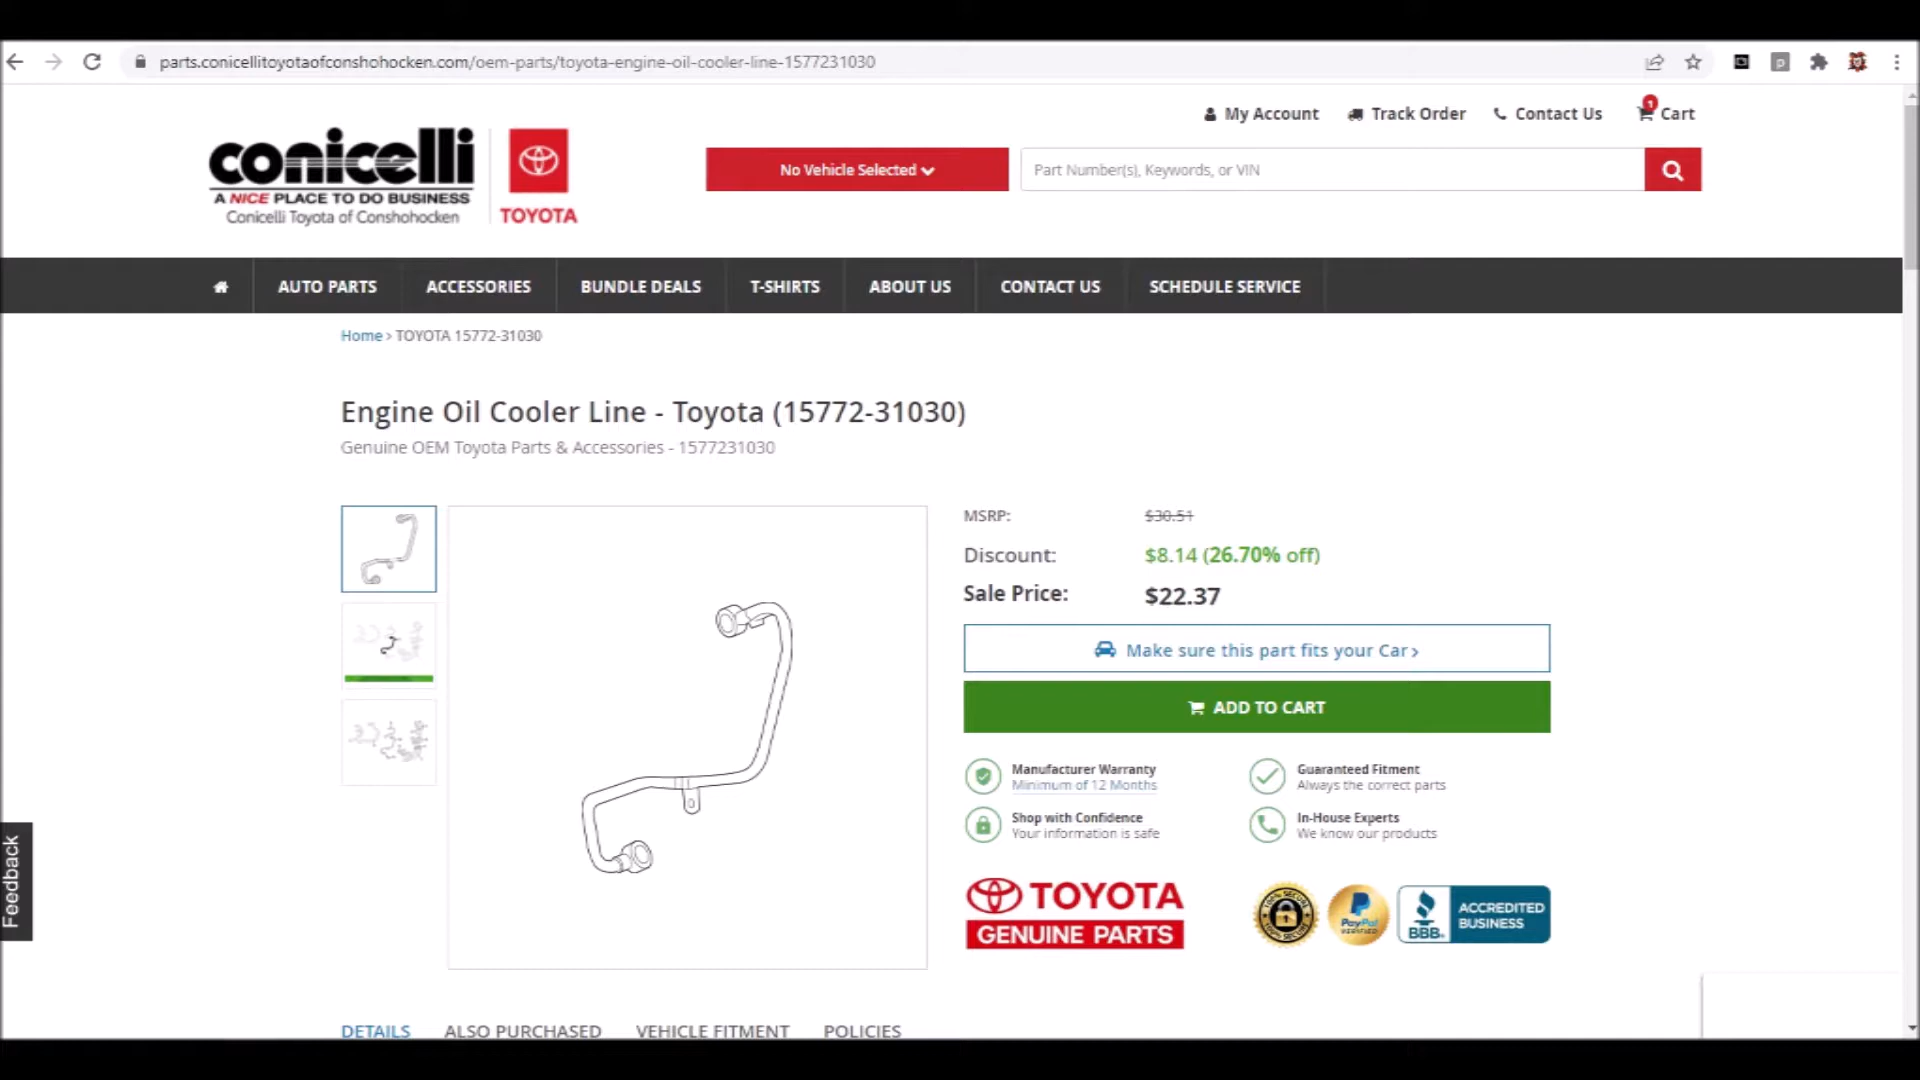 parts.conicellitoyotaofconshohocken.com/oem-parts/toyota-engine-oil-cooler-line-1577231030
My Account Track Order Contact Us 1 Cart
conicelli
A NICE PLACE TO DO BUSINESS
Conicelli Toyota of Conshohocken
TOYOTA
No Vehicle Selected
Part Number(s), Keywords, or VIN
AUTO PARTS ACCESSORIES BUNDLE DEALS T-SHIRTS ABOUT US CONTACT US SCHEDULE SERVICE
Home > TOYOTA 15772-31030
Engine Oil Cooler Line - Toyota (15772-31030)
Genuine OEM Toyota Parts & Accessories - 1577231030
MSRP: $30.51
Discount: $8.14 (26.70% off)
Sale Price: $22.37
Make sure this part fits your Car >
ADD TO CART
Manufacturer Warranty
Minimum of 12 Months
Guaranteed Fitment
Always the correct parts
Shop with Confidence
Your information is safe
In-House Experts
We know our products
TOYOTA
GENUINE PARTS
100% SECURE
PayPal
VERIFIED
BBB.
ACCREDITED
BUSINESS
Feedback
DETAILS ALSO PURCHASED VEHICLE FITMENT POLICIES